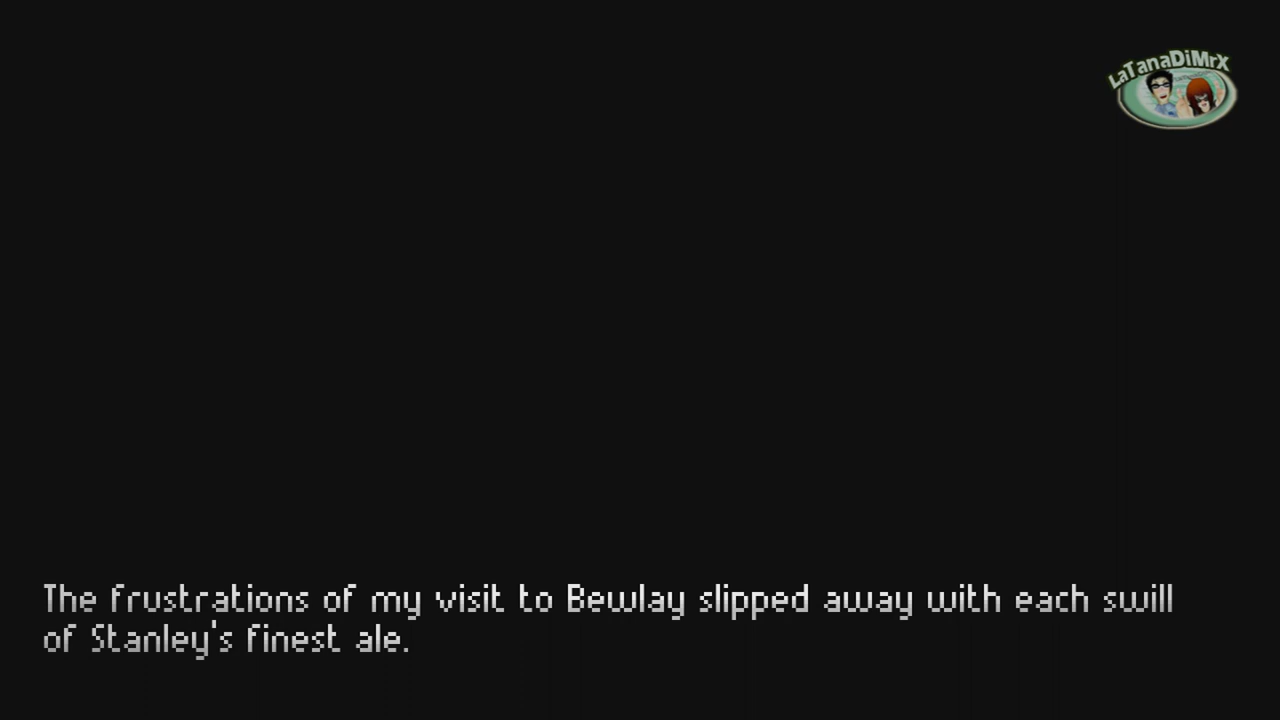 LaTanaDiMrX
The frustrations of my visit to Bewlay slipped away with each swill
of Stanley's finest ale.